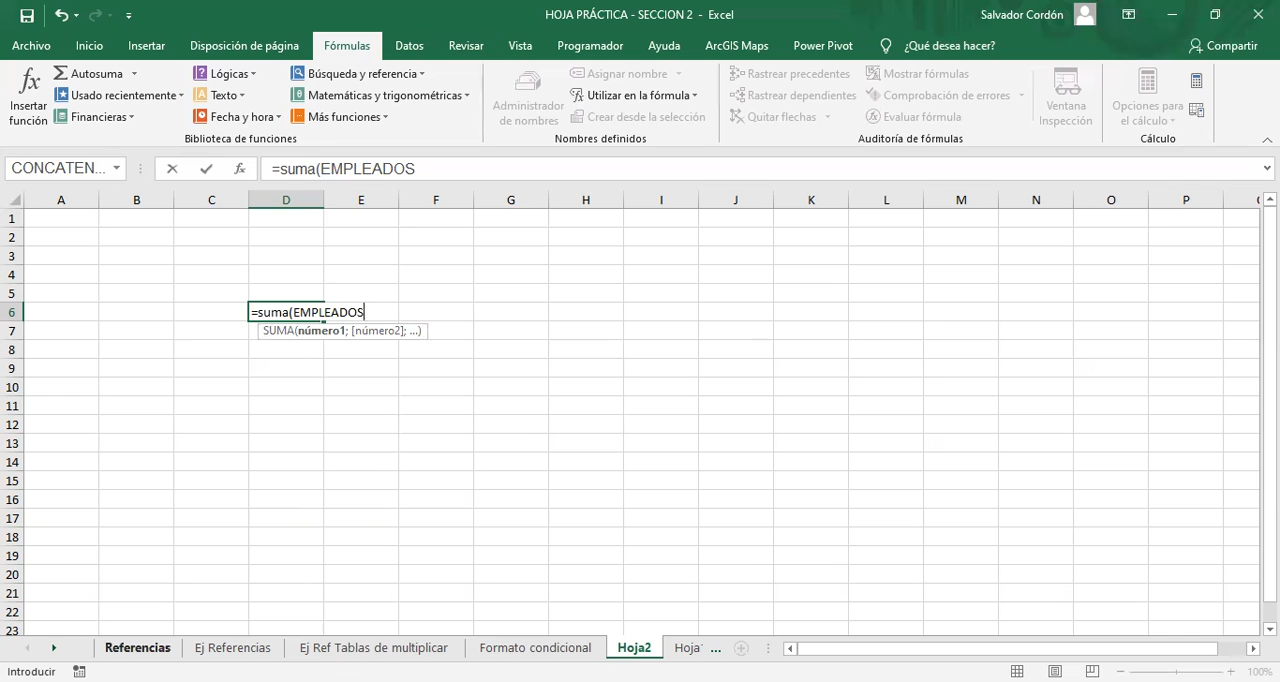 HOJA PRÁCTICA - SECCION 2 - Excel
Salvador Cordón
Archivo Inicio Insertar Disposición de página Fórmulas Datos Revisar Vista Programador Ayuda ArcGIS Maps Power Pivot ¿Qué desea hacer? Compartir
fx Insertar función
Autosuma
Usado recientemente
Financieras
Lógicas
Texto
Fecha y hora
Búsqueda y referencia
Matemáticas y trigonométricas
Más funciones
Biblioteca de funciones
Administrador de nombres
Asignar nombre
Utilizar en la fórmula
Crear desde la selección
Nombres definidos
Rastrear precedentes
Rastrear dependientes
Quitar flechas
Mostrar fórmulas
Comprobación de errores
Evaluar fórmula
Auditoría de fórmulas
Ventana Inspección
Opciones para el cálculo
Cálculo
CONCATEN... fx =suma(EMPLEADOS
A B C D E F G H I J K L M N O P
1
2
3
4
5
6 =suma(EMPLEADOS
7 SUMA(número1; [número2]; ...)
8
9
10
11
12
13
14
15
16
17
18
19
20
21
22
23
Referencias Ej Referencias Ej Ref Tablas de multiplicar Formato condicional Hoja2 Hoja ...
Introducir 100%